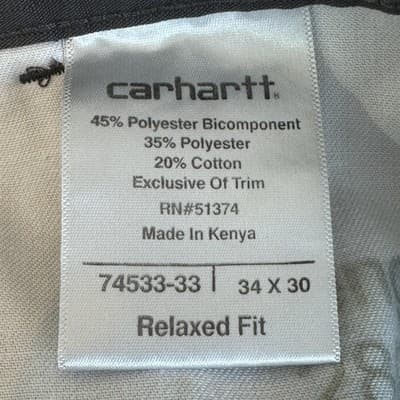 carhartt®
45% Polyester Bicomponent
35% Polyester
20% Cotton
Exclusive Of Trim
RN#51374
Made In Kenya
74533-33 34 X 30
Relaxed Fit